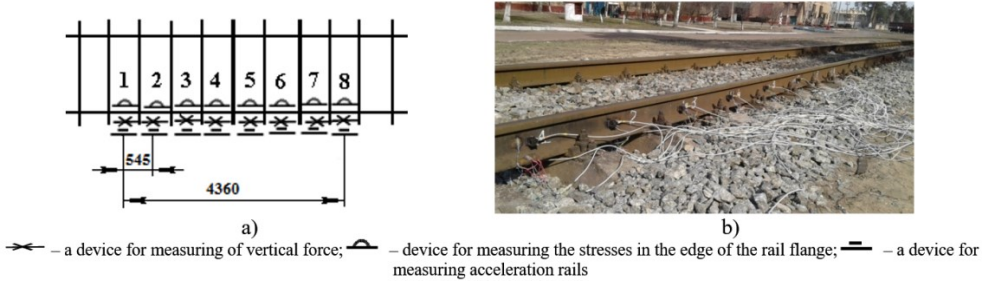 1 2 3 4 5 6 7 8
545
4360
a) b)
– a device for measuring of vertical force; – device for measuring the stresses in the edge of the rail flange; – a device for
measuring acceleration rails